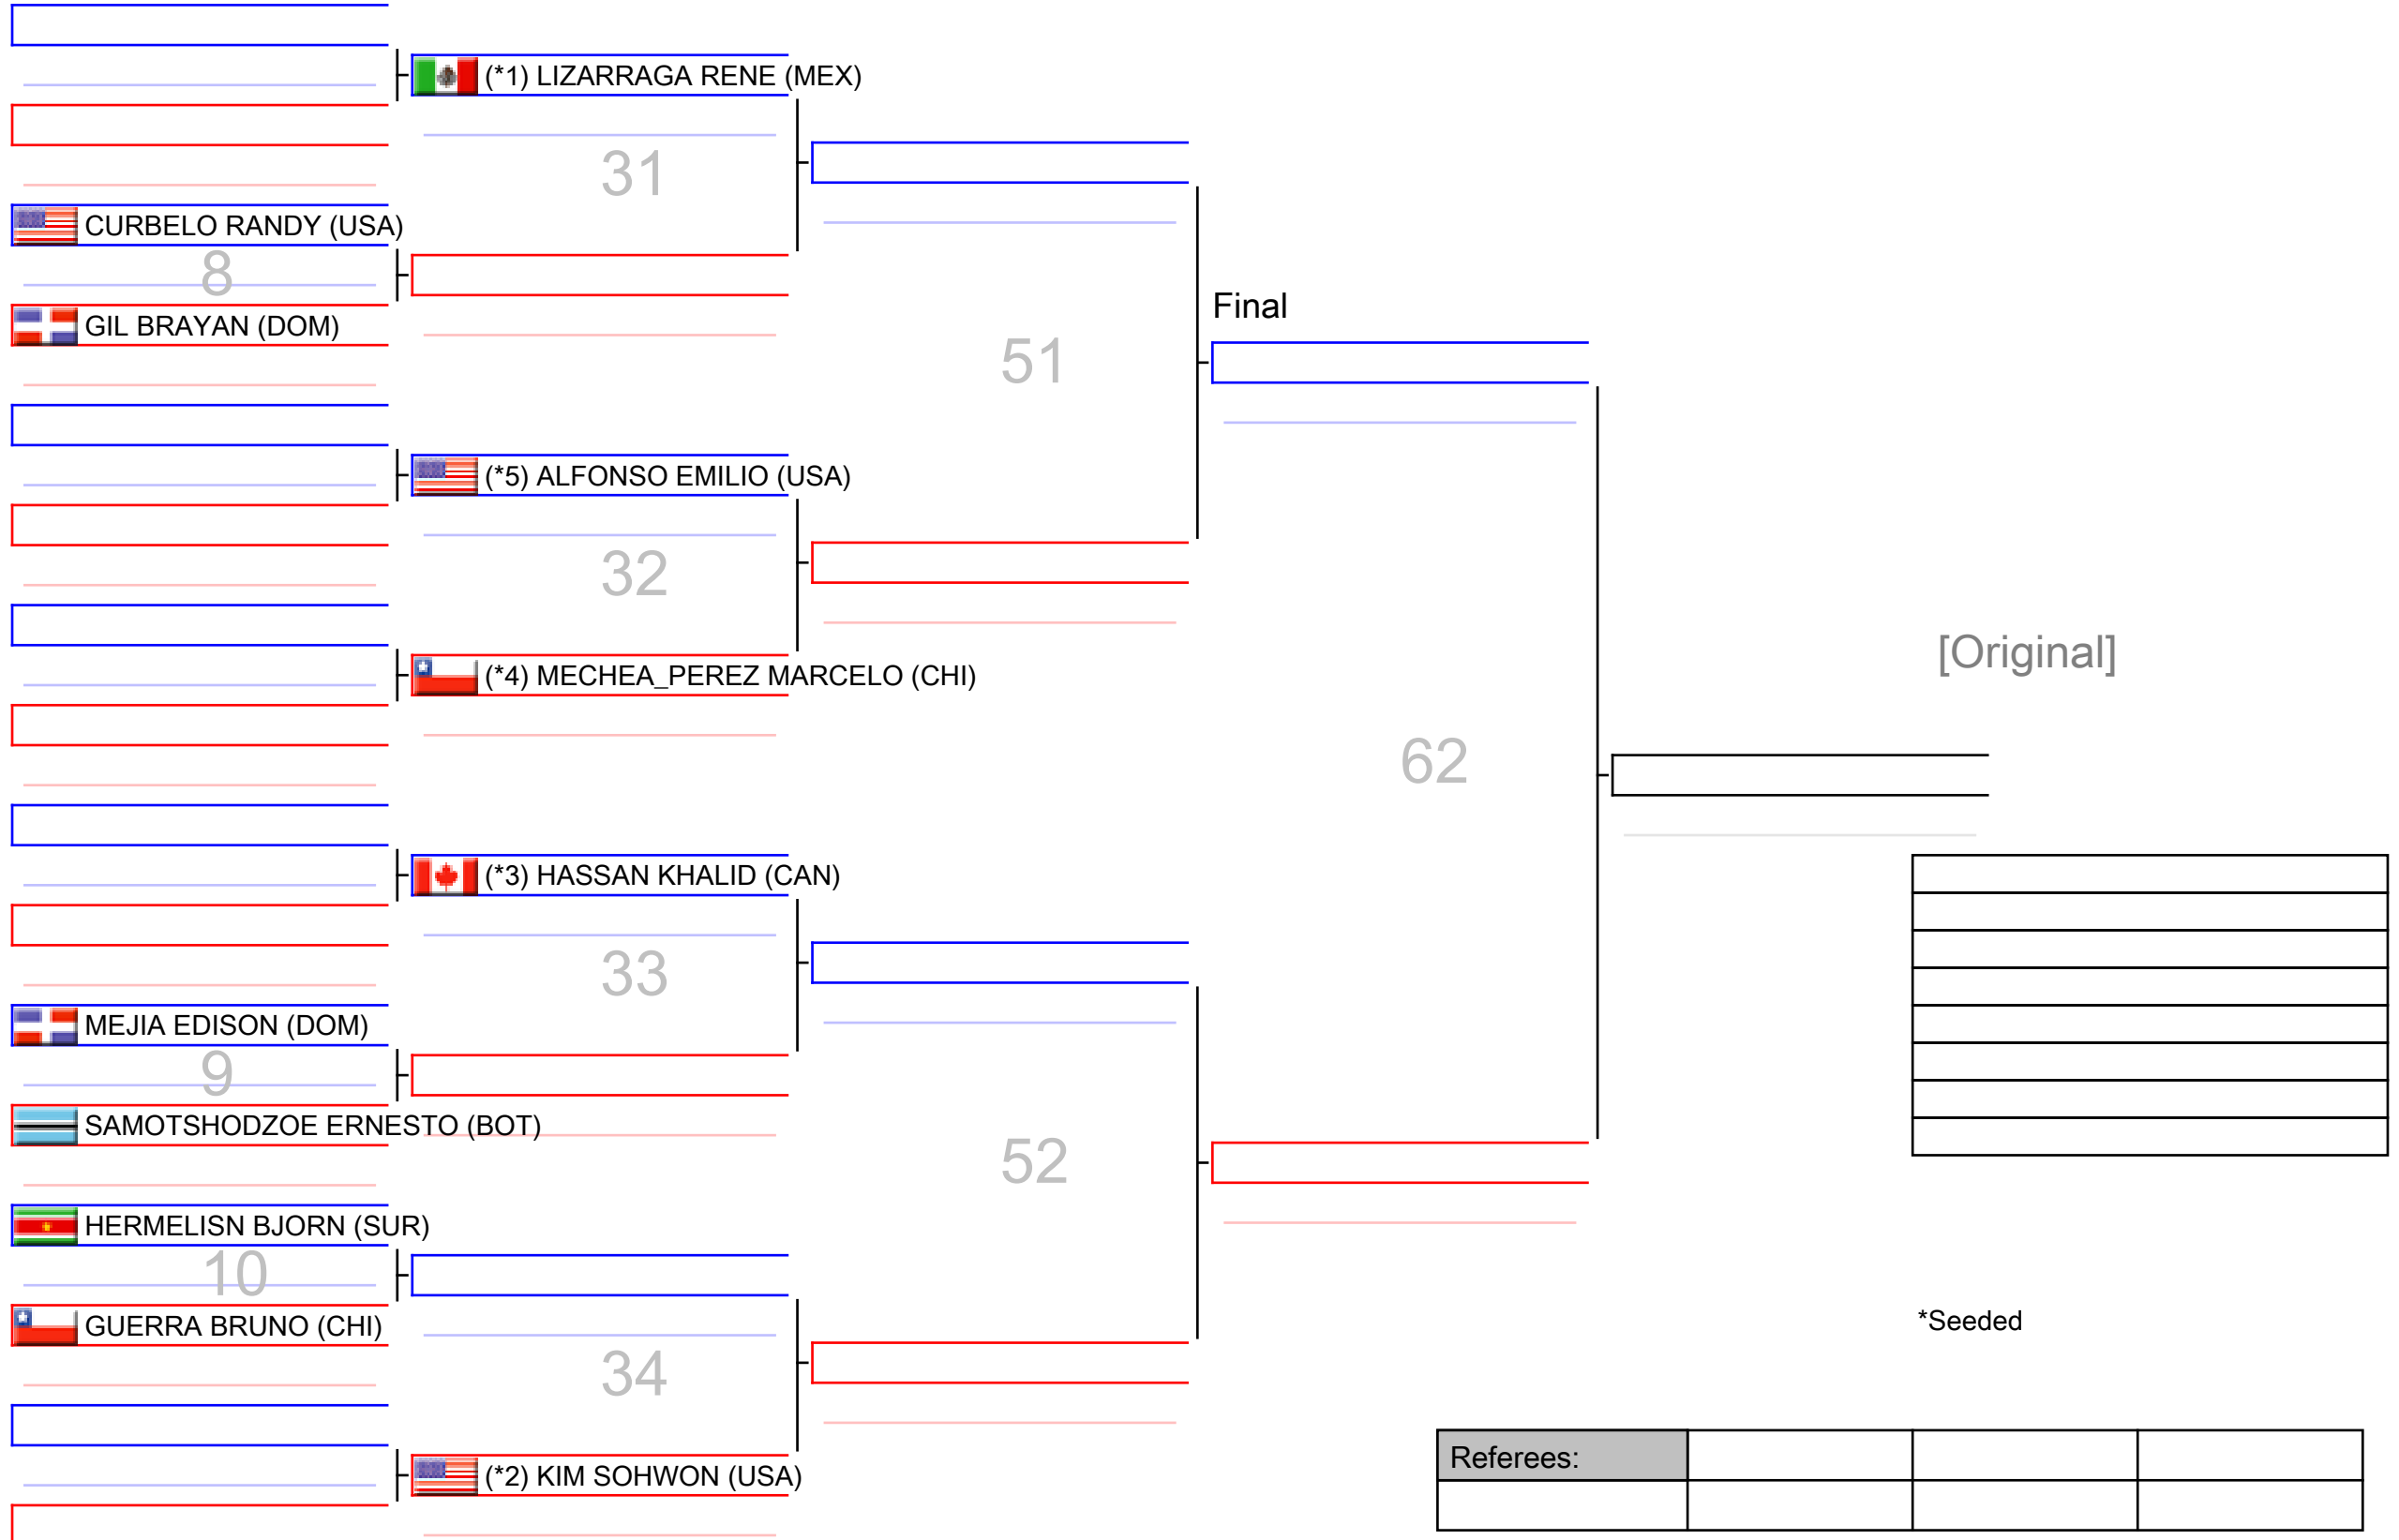 (*1) LIZARRAGA RENE (MEX)
31
CURBELO RANDY (USA)
8
GIL BRAYAN (DOM)
Final
51
(*5) ALFONSO EMILIO (USA)
32
(*4) MECHEA_PEREZ MARCELO (CHI)
[Original]
62
(*3) HASSAN KHALID (CAN)
33
MEJIA EDISON (DOM)
9
SAMOTSHODZOE ERNESTO (BOT)
52
HERMELISN BJORN (SUR)
10
GUERRA BRUNO (CHI)
*Seeded
34
(*2) KIM SOHWON (USA)
Referees: